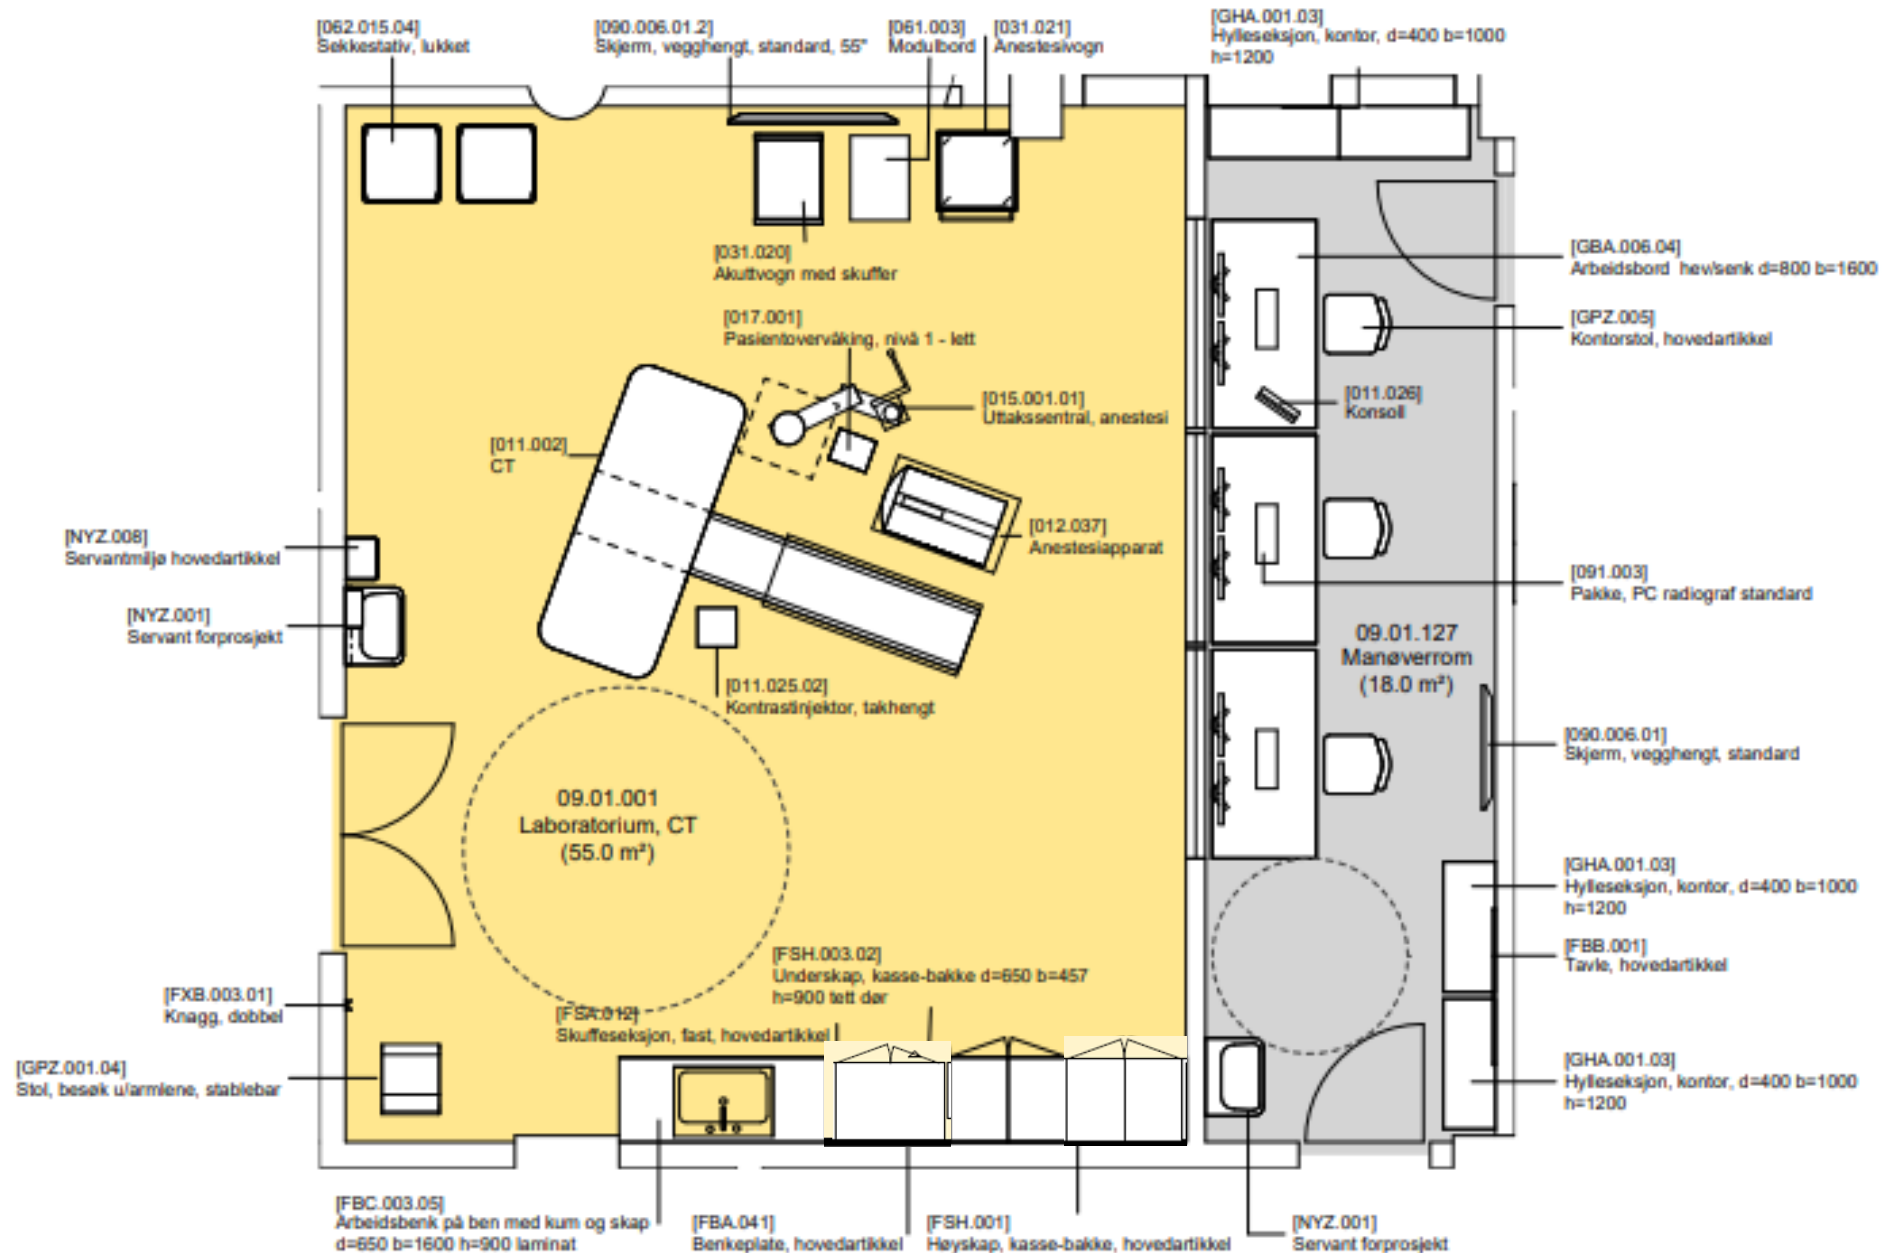 [062.015.04]
Sekkestativ, lukket
[090.006.01.2]
Skjerm, vegghengt, standard, 55"
[061.003]
Modulbord
[031.021]
Anestesivogn
[GHA.001.03]
Hylleseksjon, kontor, d=400 b=1000
h=1200
[031.020]
Akuttvogn med skuffer
[GBA.006.04]
Arbeidsbord hev/senk d=800 b=1600
[017.001]
Pasientovervåking, nivå 1 - lett
[GPZ.005]
Kontorstol, hovedartikkel
[015.001.01]
Uttakssentral, anestesi
[011.026]
Konsoll
[011.002]
CT
[012.037]
Anestesiapparat
[NYZ.008]
Servantmiljø hovedartikkel
[091.003]
Pakke, PC radiograf standard
[NYZ.001]
Servant forprosjekt
09.01.127
Manøverrom
(18.0 m²)
[011.025.02]
Kontrastinjektor, takhengt
[090.006.01]
Skjerm, vegghengt, standard
09.01.001
Laboratorium, CT
(55.0 m²)
[GHA.001.03]
Hylleseksjon, kontor, d=400 b=1000
h=1200
[FSH.003.02]
Underskap, kasse-bakke d=650 b=457
h=900 tett dør
[FBB.001]
Tavle, hovedartikkel
[FXB.003.01]
Knagg, dobbel
[FSA.012]
Skuffeseksjon, fast, hovedartikkel
[GPZ.001.04]
Stol, besøk u/armlene, stablebar
[GHA.001.03]
Hylleseksjon, kontor, d=400 b=1000
h=1200
[FBC.003.05]
Arbeidsbenk på ben med kum og skap
d=650 b=1600 h=900 laminat
[FBA.041]
Benkeplate, hovedartikkel
[FSH.001]
Høyskap, kasse-bakke, hovedartikkel
[NYZ.001]
Servant forprosjekt